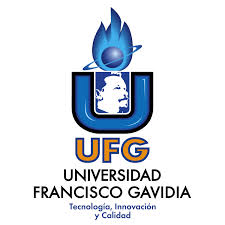 UFG
UNIVERSIDAD
FRANCISCO GAVIDIA
Tecnología, Innovación
y Calidad